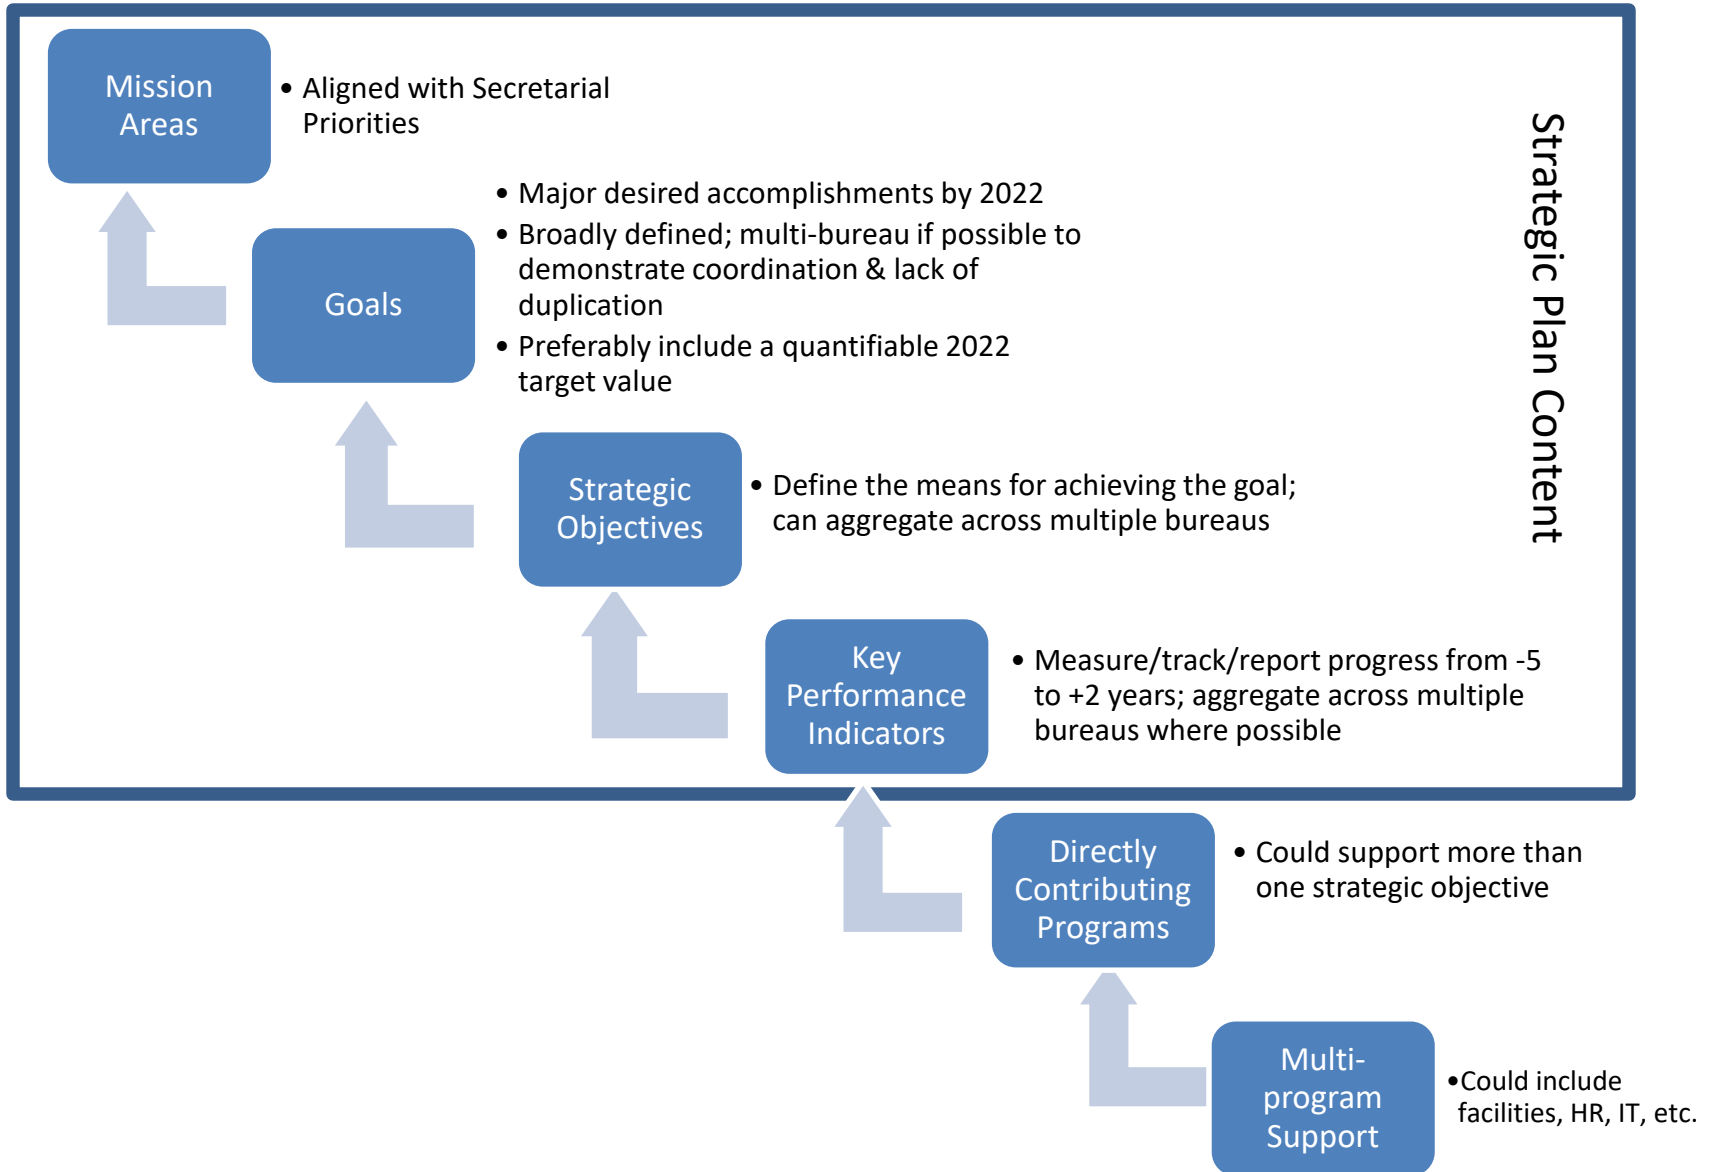 Mission
Areas
• Aligned with Secretarial
Priorities
Strategic Plan Content
Goals
• Major desired accomplishments by 2022
• Broadly defined; multi-bureau if possible to
demonstrate coordination & lack of
duplication
• Preferably include a quantifiable 2022
target value
Strategic
Objectives
• Define the means for achieving the goal;
can aggregate across multiple bureaus
Key
Performance
Indicators
• Measure/track/report progress from -5
to +2 years; aggregate across multiple
bureaus where possible
Directly
Contributing
Programs
• Could support more than
one strategic objective
Multi-
program
Support
•Could include
facilities, HR, IT, etc.